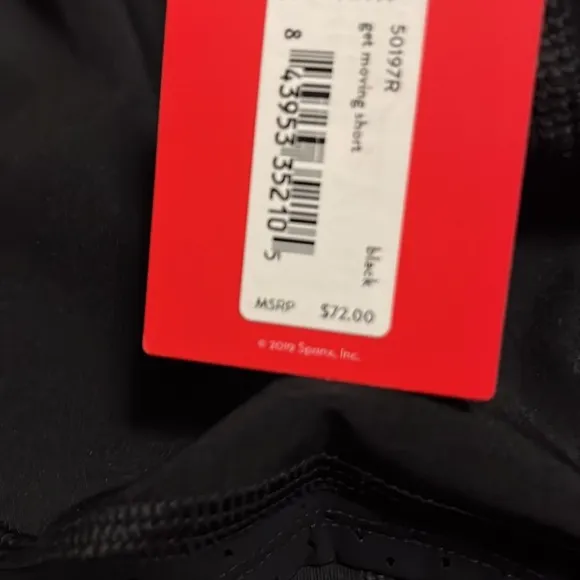 50197R
get moving short
black
8 43953 35210 5
MSRP $72.00
© 2019 Spanx, Inc.